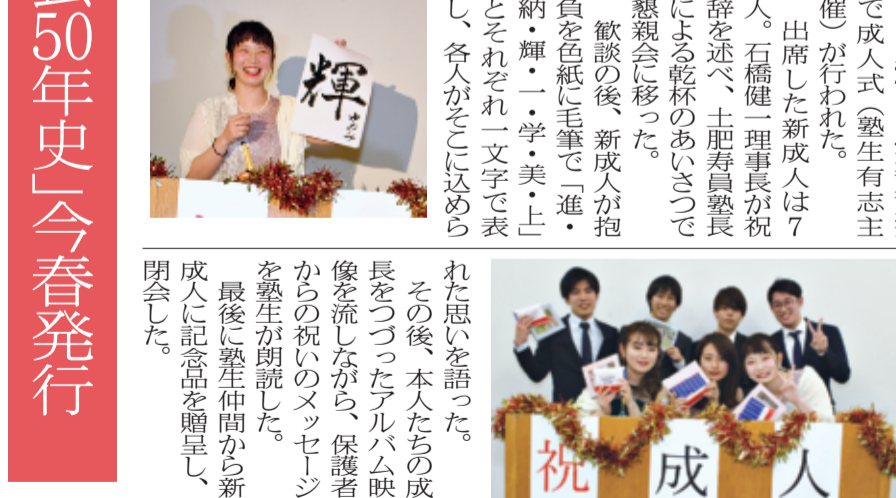 で成人式（塾生有志主
催）が行われた。
出席した新成人は７
人。石橋健一理事長が祝
辞を述べ、土肥寿員塾長
による乾杯のあいさつで
懇親会に移った。
歓談の後、新成人が抱
負を色紙に毛筆で「進・
納・輝・一・学・美・上」
とそれぞれ一文字で表
し、各人がそこに込めら
れた思いを語った。
その後、本人たちの成
長をつづったアルバム映
像を流しながら、保護者
からの祝いのメッセージ
を塾生が朗読した。
最後に塾生仲間から新
成人に記念品を贈呈し、
閉会した。
輝
祝成人
50年史」今春発行